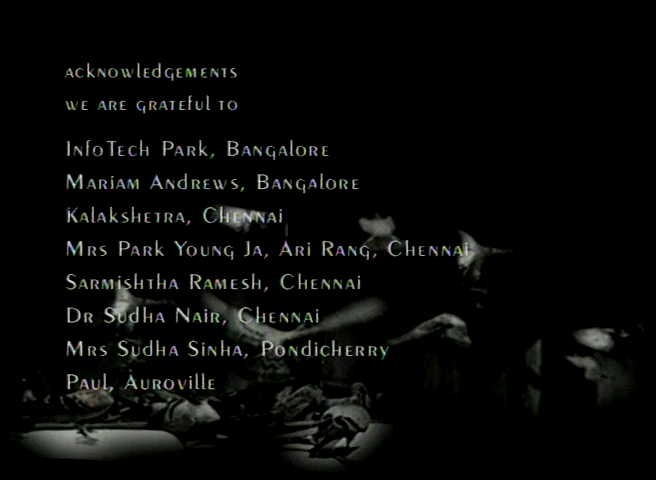 acknowledgements
we are grateful to
InfoTech Park, Bangalore
Mariam Andrews, Bangalore
Kalakshetra, Chennai
Mrs Park Young Ja, Ari Rang, Chennai
Sarmishtha Ramesh, Chennai
Dr Sudha Nair, Chennai
Mrs Sudha Sinha, Pondicherry
Paul, Auroville